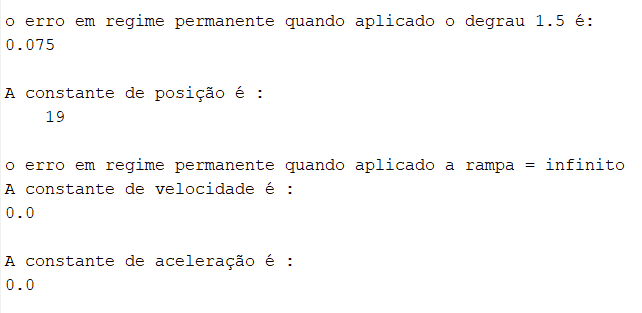 o erro em regime permanente quando aplicado o degrau 1.5 é:
0.075
A constante de posição é :
19
o erro em regime permanente quando aplicado a rampa = infinito
A constante de velocidade é :
0.0
A constante de aceleração é :
0.0